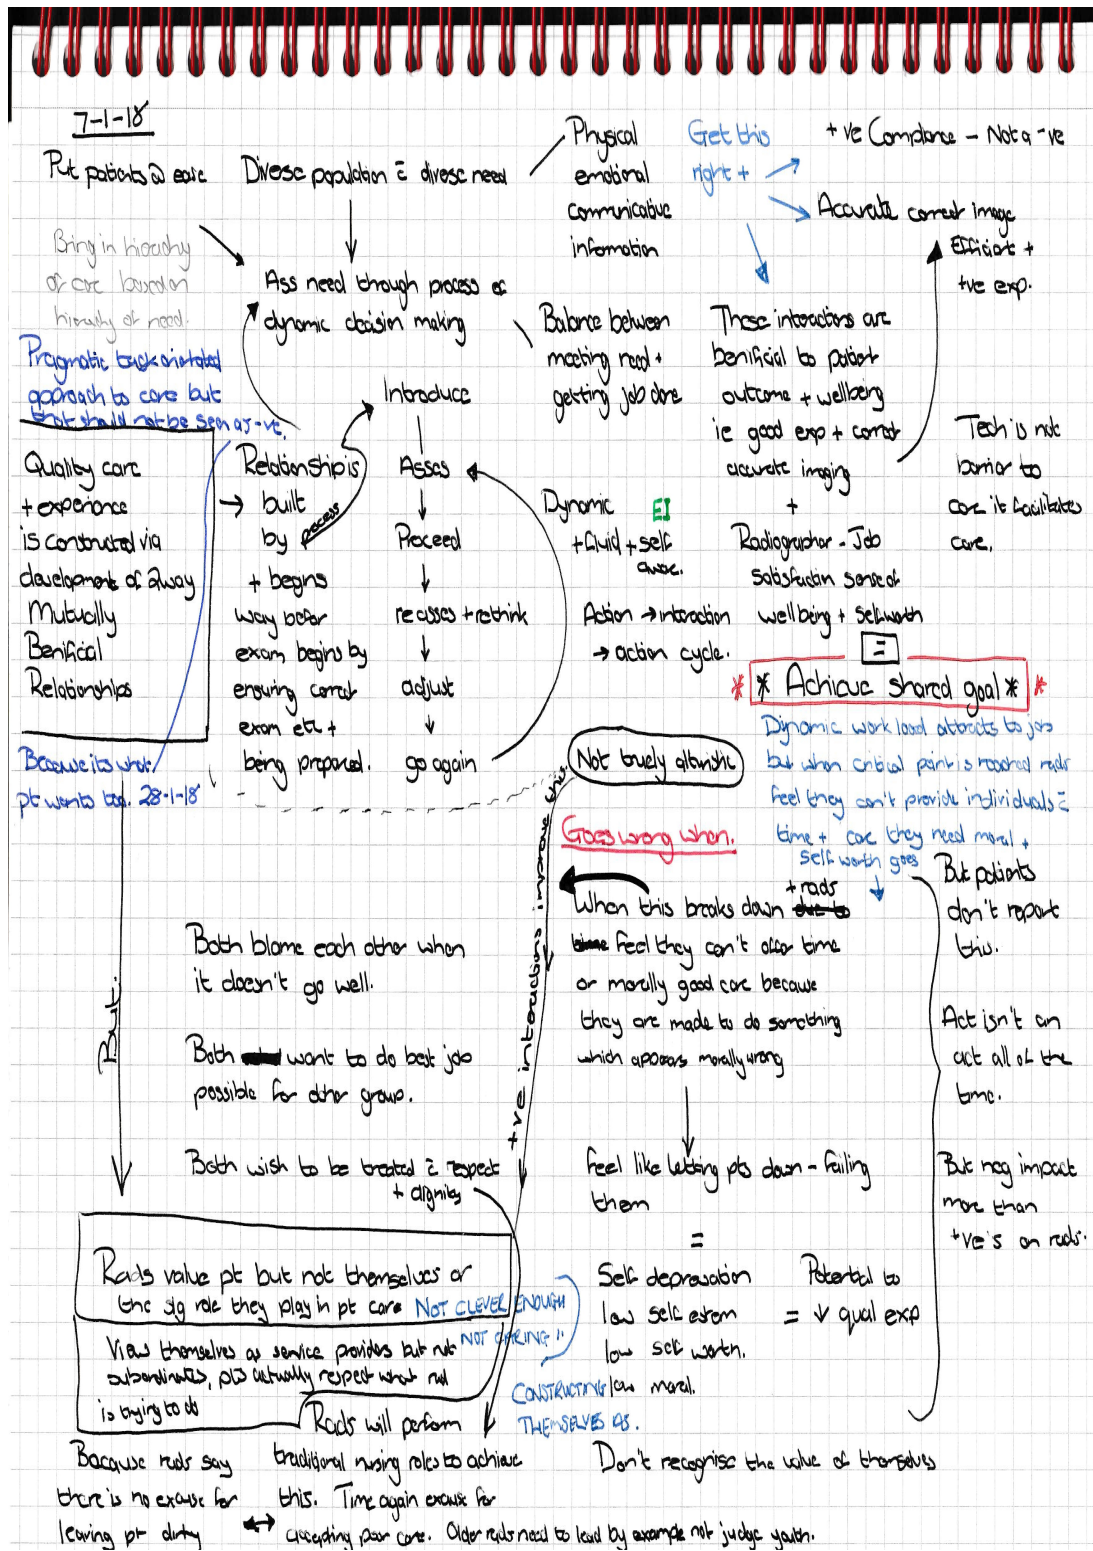 7-1-18
Put patients @ ease
Diverse population c̄ diverse need
Physical
emotional
communicative
information
Get this
right +
+ve Compliance - Not a -ve
Accurate correct image
Efficient +
+ve exp.
Bring in hierachy
of care based on
hierachy of need.
Ass need through process of
dynamic decision making
Balance between
meeting need +
getting job done
These interactions are
benificial to patient
outcome + wellbeing
ie good exp + correct
accurate imaging
+
Radiographer - Job
satisfaction sense of
wellbeing + selfworth
=
* * Achieve shared goal * *
Tech is not
barrier to
care it facilitates
care.
Pragmatic task orientated
approach to care but
that should not be seen as -ve.
Quality care
+ experience
is constructed via
development of 2way
Mutually
Benificial
Relationships
Because its what
pt wants too. 28-1-18
Relationship is
built
by process
+ begins
way befor
exam begins by
ensuring correct
exam etc +
being prepared.
Introduce
Asses
Proceed
reasses + rethink
adjust
go again
Dynamic EI
+ fluid + self
aware.
Action → interaction
→ action cycle.
Not truely altruistic
Dynamic work load attracts to job
but when critical point is reached rads
feel they can't provide individuals c̄
time + care they need moral +
self worth goes
Goes wrong when.
+ rads
When this breaks down due to
time feel they can't offer time
or morally good care because
they are made to do something
which appears morally wrong
But patients
don't report
this.
Act isn't an
act all of the
time.
But neg impact
more than
+ve's on rads.
Built.
+ve interactions improve this
Both blame each other when
it doesn't go well.
Both want to do best job
possible for other group.
Both wish to be treated c̄ respect
+ dignity
feel like letting pts down - failing
them
=
Self depravation
low self esteem
low self worth.
low moral.
Potential to
= ↓ qual exp
Rads value pt but not themselves or
the sig role they play in pt care
NOT CLEVER ENOUGH
NOT CARING "
CONSTRUCTING
THEMSELVES AS.
View themselves as service providers but not
subordinates, pts actually respect what rad
is trying to do
Rads will perform
traditional nursing roles to achieve
this. Time again excuse for
accepting poor care. Older rads need to lead by example not judge youth.
Because rads say
there is no excuse for
leaving pt dirty ↔
Don't recognise the value of themselves